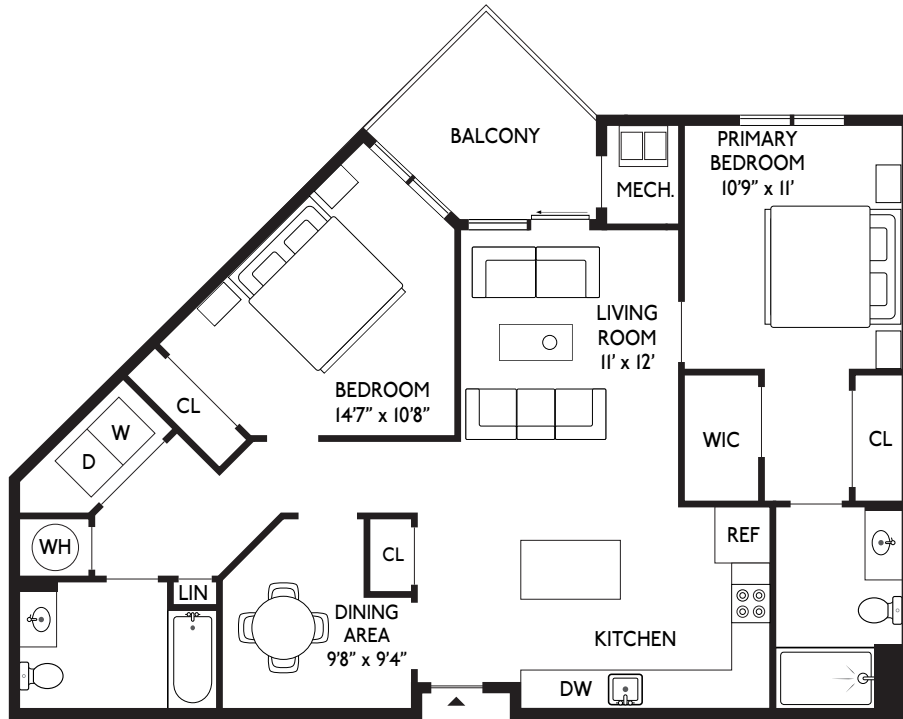 BALCONY
MECH.
PRIMARY
BEDROOM
10'9" x 11'
LIVING
ROOM
11' x 12'
BEDROOM
14'7" x 10'8"
CL
W
D
WIC
CL
WH
LIN
CL
REF
DINING
AREA
9'8" x 9'4"
KITCHEN
DW